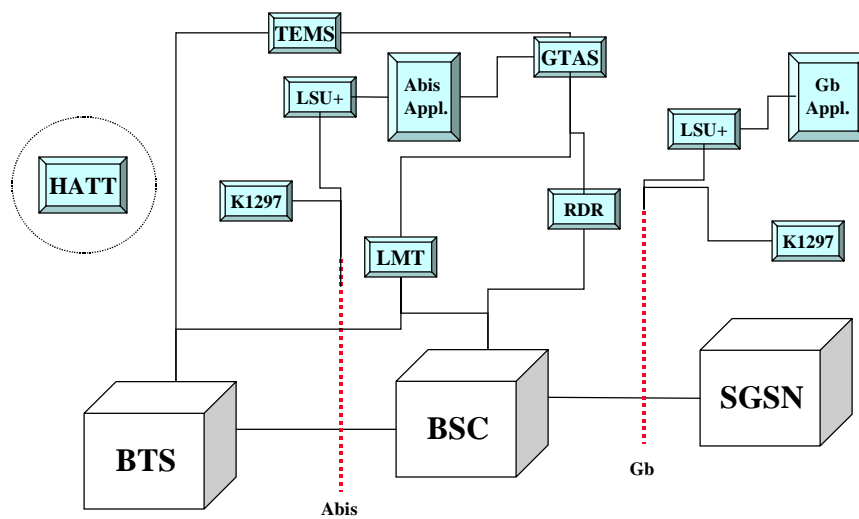 TEMS
GTAS
Abis
Appl.
LSU+
Gb
Appl.
LSU+
HATT
K1297
RDR
K1297
LMT
SGSN
BSC
BTS
Gb
Abis